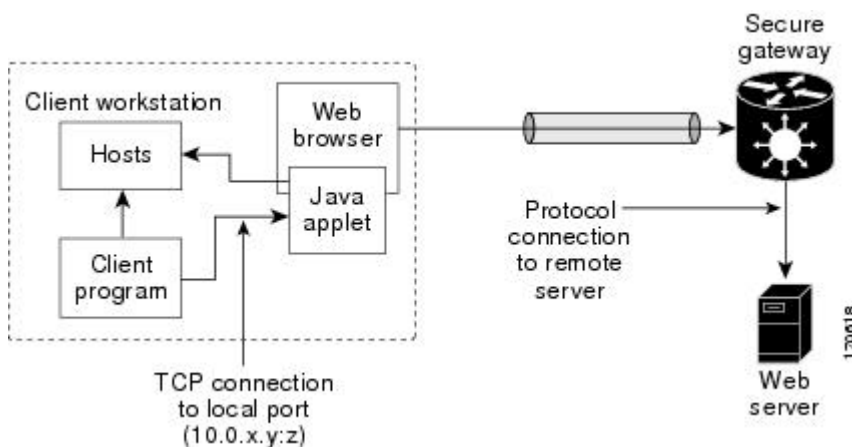 Secure
gateway
Client workstation
Web
browser
Hosts
Java
applet
Client
program
Protocol
connection
to remote
server
TCP connection
to local port
(10.0.x.y:z)
Web
server
170618